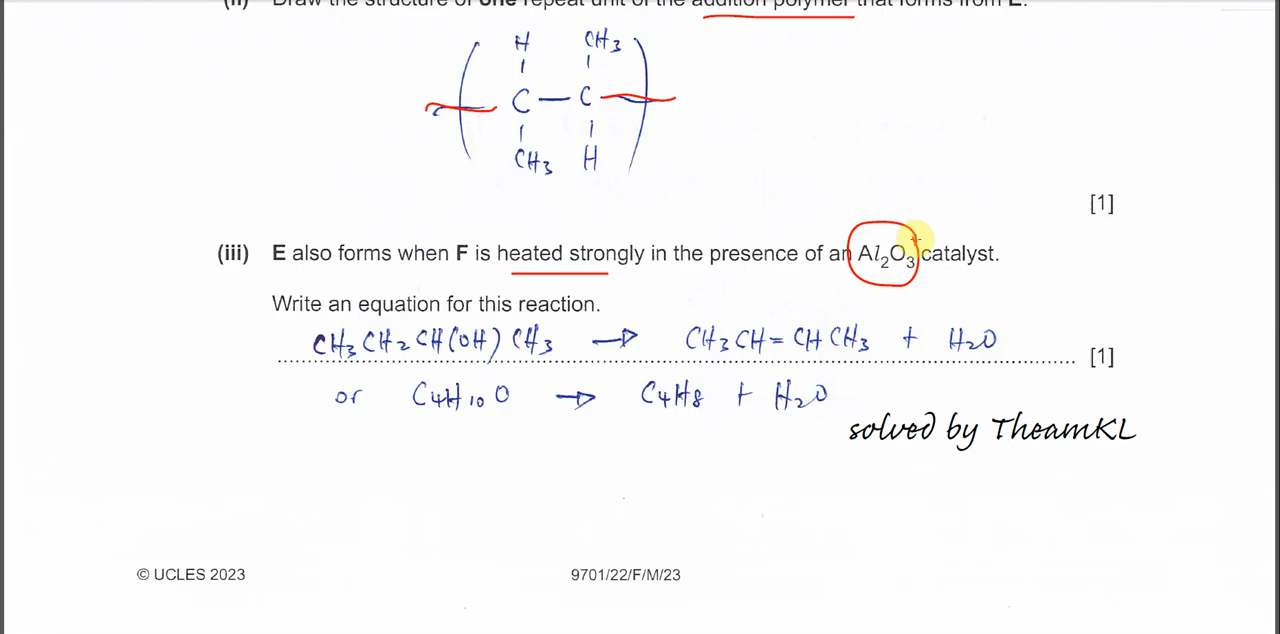 (ii) Draw the structure of one repeat unit of the addition polymer that forms from E.
H CH3
C — C
CH3 H
[1]
(iii) E also forms when F is heated strongly in the presence of an Al2O3 catalyst.
Write an equation for this reaction.
CH3CH2CH(OH)CH3 → CH3CH=CHCH3 + H2O
[1]
or C4H10O → C4H8 + H2O
solved by TheamKL
© UCLES 2023 9701/22/F/M/23